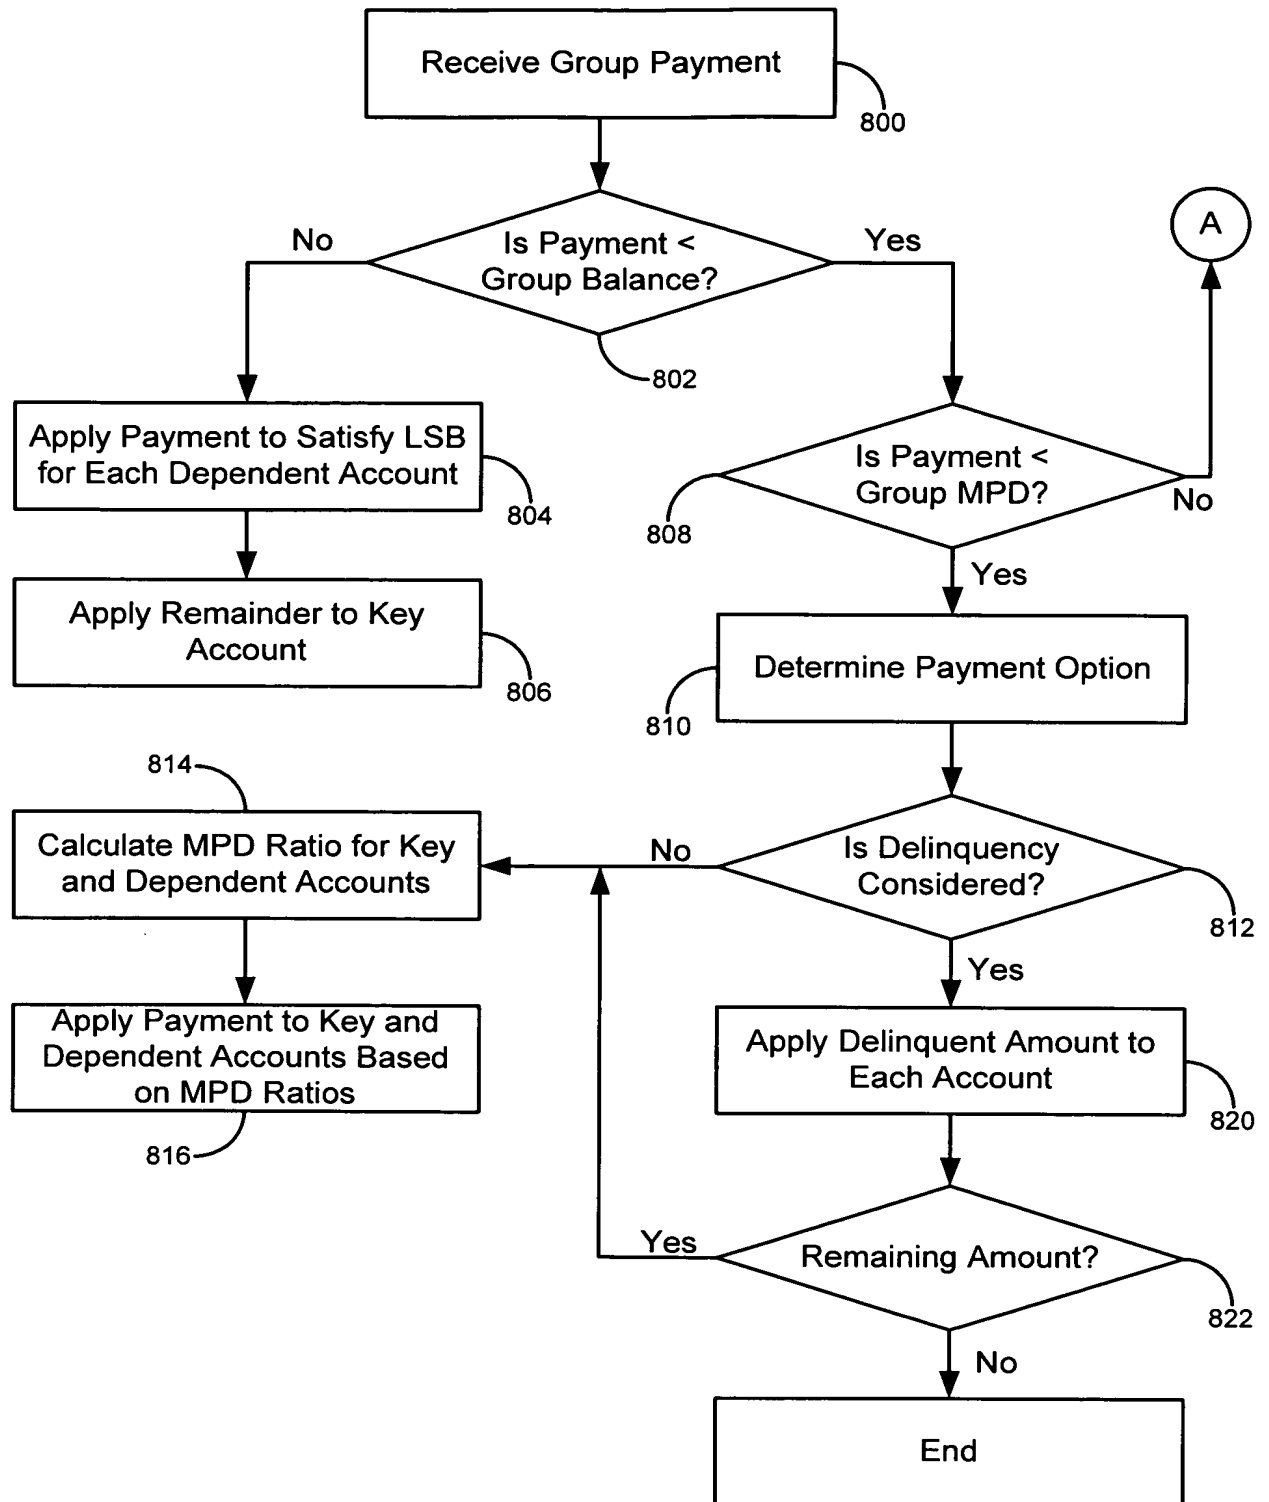 Receive Group Payment
800
A
No
Is Payment <
Group Balance?
Yes
802
Apply Payment to Satisfy LSB
for Each Dependent Account
804
Is Payment <
Group MPD?
808
No
Yes
Apply Remainder to Key
Account
806
Determine Payment Option
810
814
Calculate MPD Ratio for Key
and Dependent Accounts
No
Is Delinquency
Considered?
812
Yes
Apply Payment to Key and
Dependent Accounts Based
on MPD Ratios
816
Apply Delinquent Amount to
Each Account
820
Yes
Remaining Amount?
822
No
End